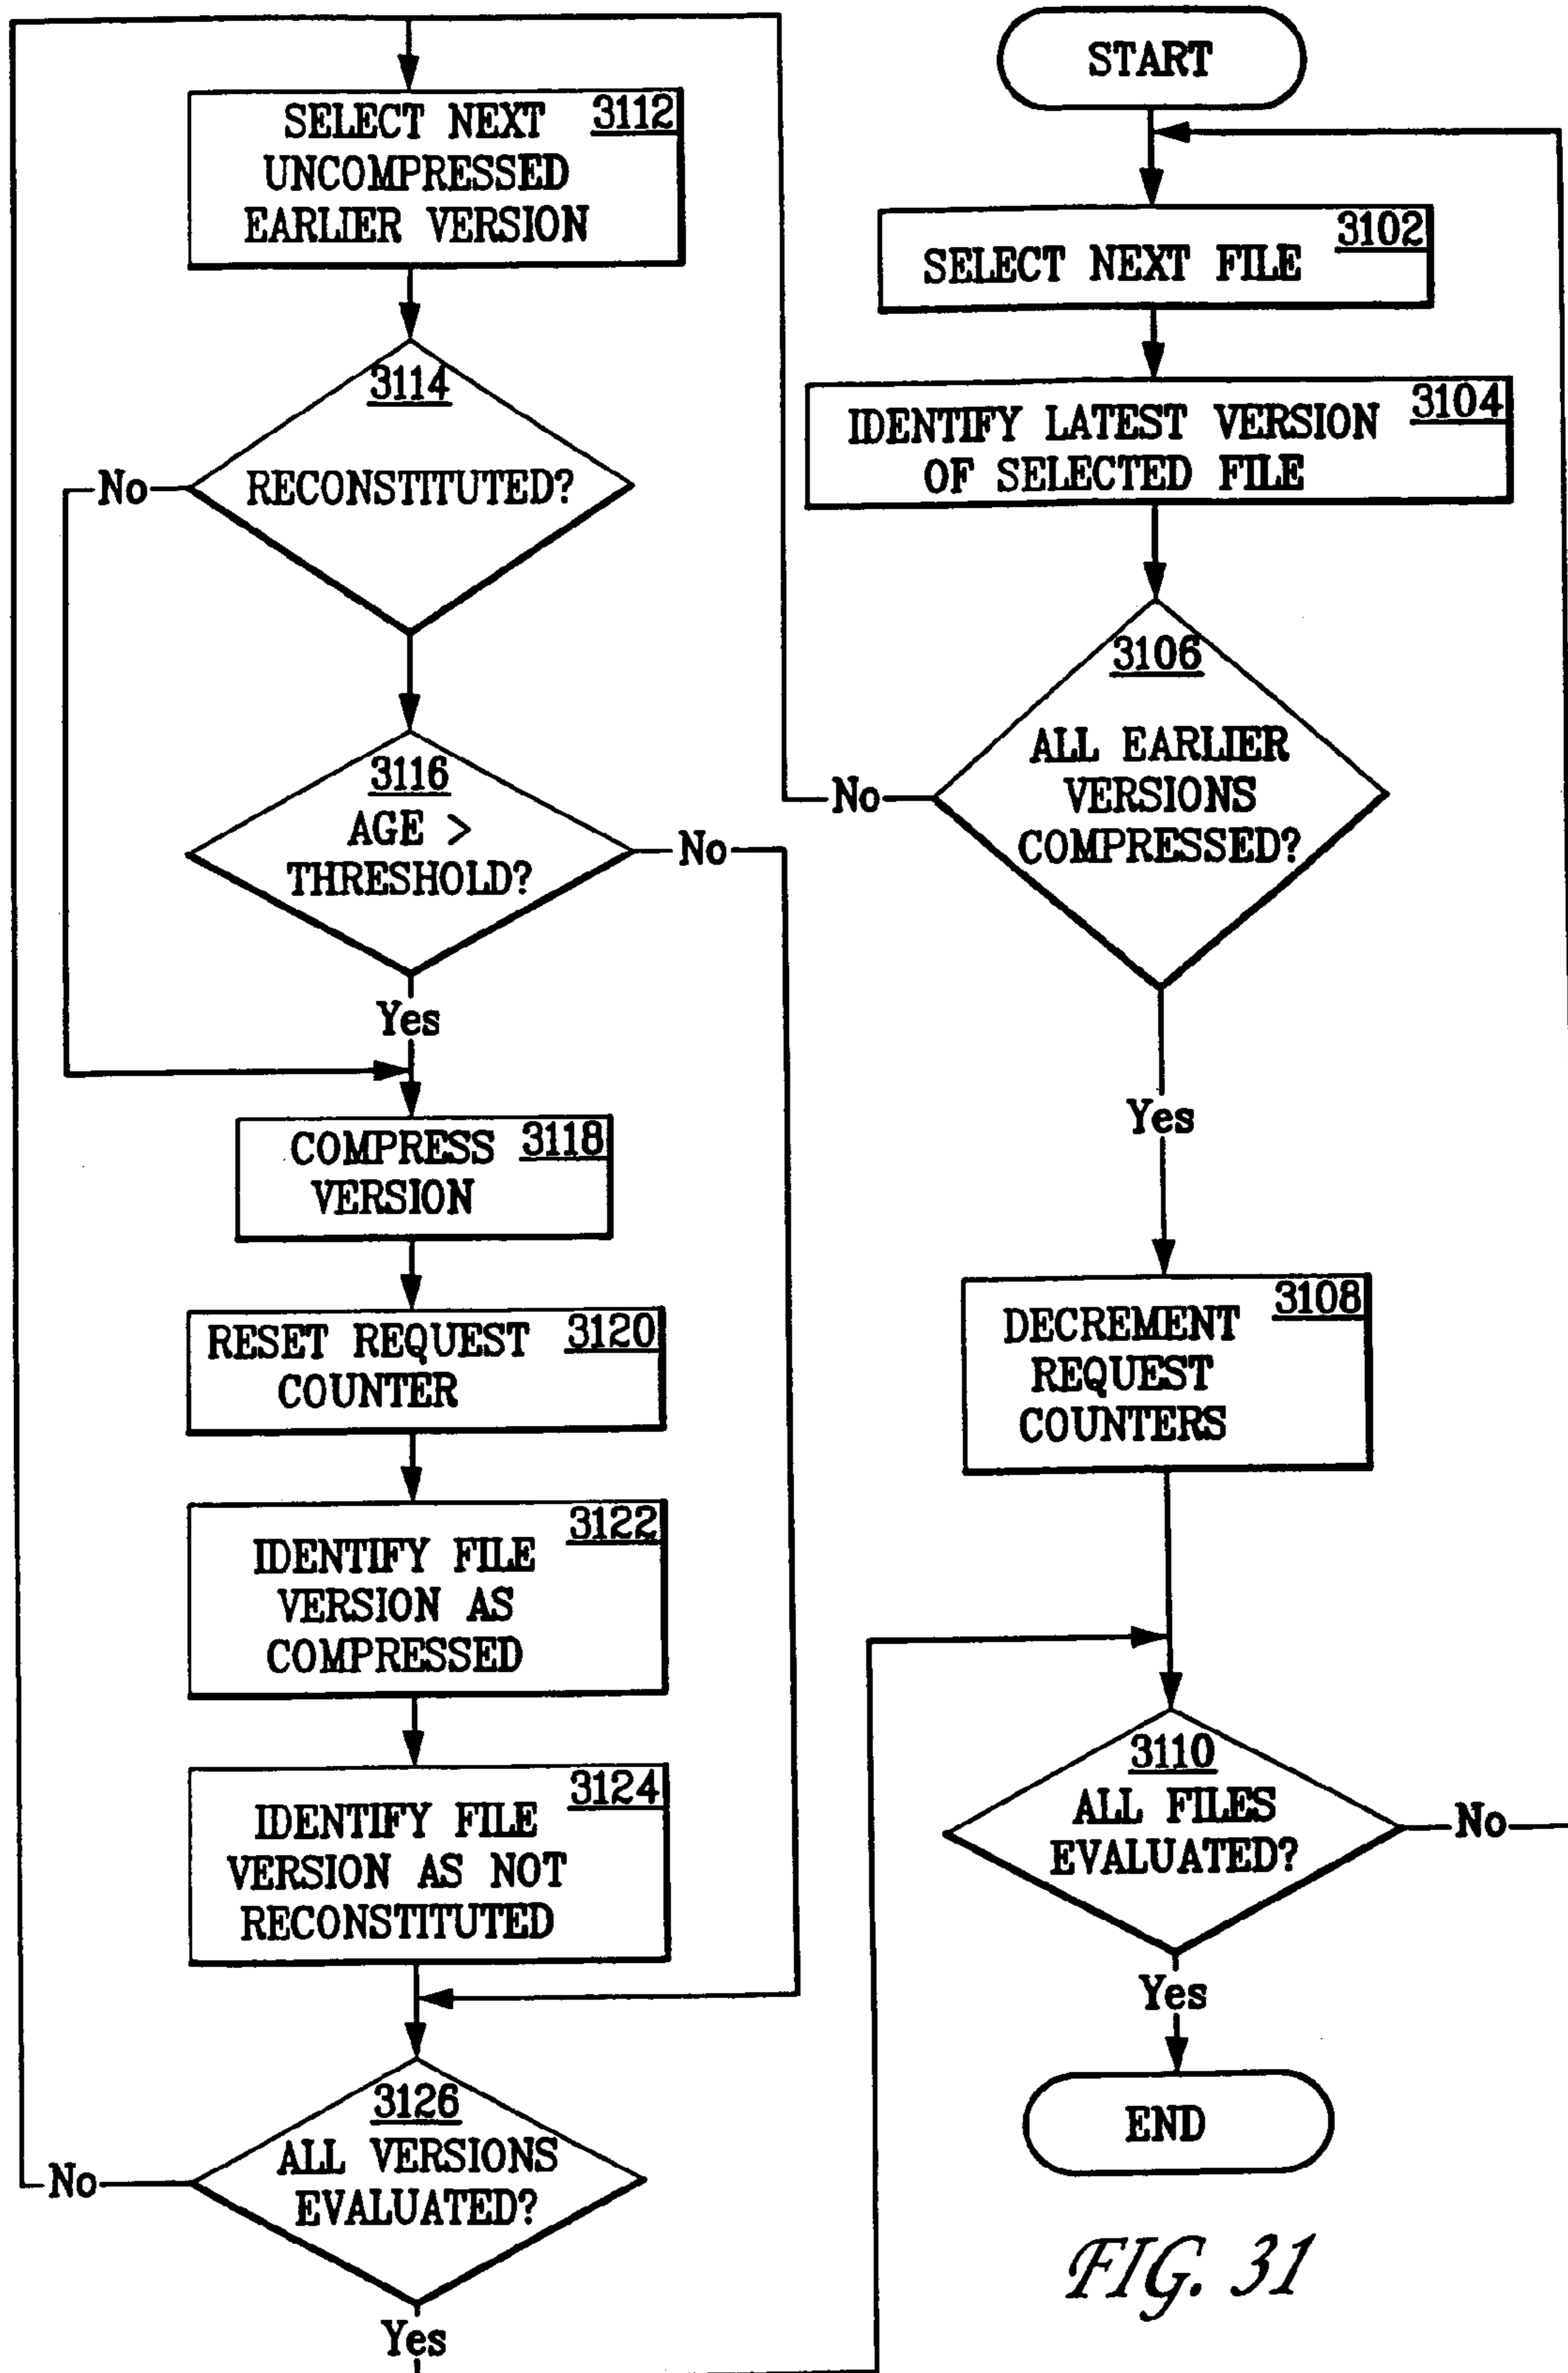 START
3102
SELECT NEXT FILE
3104
IDENTIFY LATEST VERSION
OF SELECTED FILE
3106
ALL EARLIER
VERSIONS
COMPRESSED?
No
Yes
3108
DECREMENT
REQUEST
COUNTERS
3110
ALL FILES
EVALUATED?
No
Yes
END
3112
SELECT NEXT
UNCOMPRESSED
EARLIER VERSION
3114
RECONSTITUTED?
No
3116
AGE >
THRESHOLD?
No
Yes
3118
COMPRESS
VERSION
3120
RESET REQUEST
COUNTER
3122
IDENTIFY FILE
VERSION AS
COMPRESSED
3124
IDENTIFY FILE
VERSION AS NOT
RECONSTITUTED
3126
ALL VERSIONS
EVALUATED?
No
Yes
FIG. 31